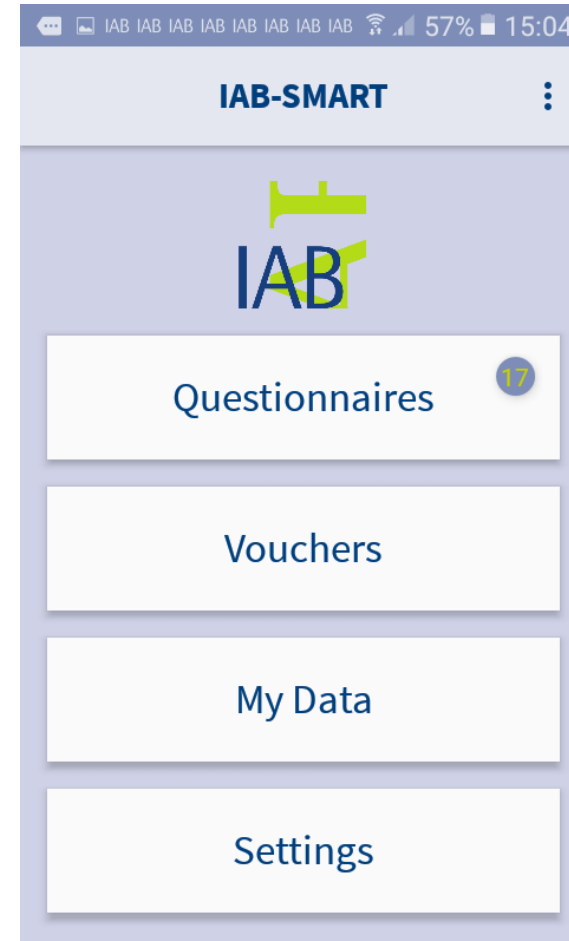 IAB IAB IAB IAB IAB IAB IAB IAB 57% 15:04
IAB-SMART
IAB
Questionnaires 17
Vouchers
My Data
Settings